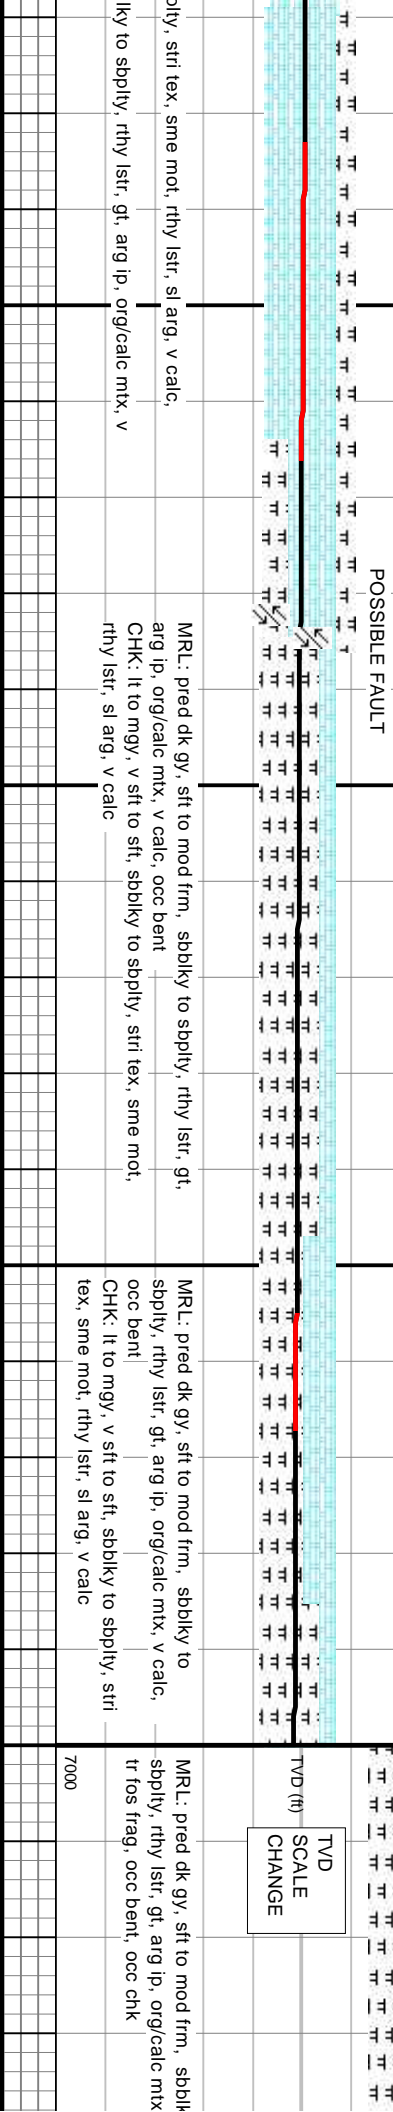 blty, stri tex, sme mot, rthy lstr, sl arg, v calc,
lky to sbplty, rthy lstr, gt, arg ip, org/calc mtx, v
POSSIBLE FAULT
MRL: pred dk gy, sft to mod frm, sbblky to sbplty, rthy lstr, gt,
arg ip, org/calc mtx, v calc, occ bent
CHK: lt to mgy, v sft to sft, sbblky to sbplty, stri tex, sme mot,
rthy lstr, sl arg, v calc
MRL: pred dk gy, sft to mod frm, sbblky to
sbplty, rthy lstr, gt, arg ip, org/calc mtx, v calc,
occ bent
CHK: lt to mgy, v sft to sft, sbblky to sbplty, stri
tex, sme mot, rthy lstr, sl arg, v calc
TVD
SCALE
CHANGE
TVD (ft)
7000
MRL: pred dk gy, sft to mod frm, sbblk
sbplty, rthy lstr, gt, arg ip, org/calc mtx
tr fos frag, occ bent, occ chk